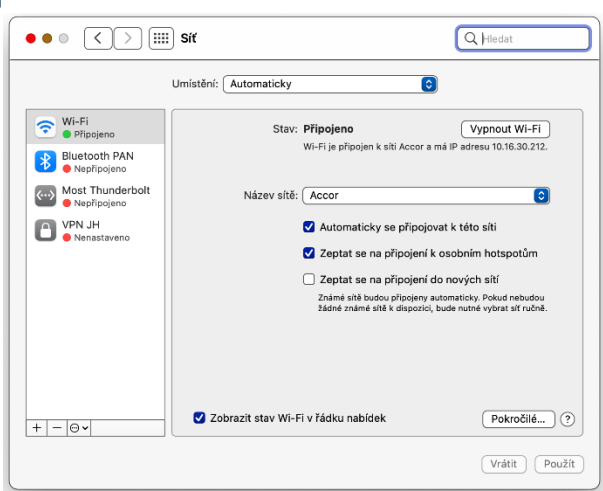 Síť
Hledat
Umístění: Automaticky
Wi-Fi
Připojeno
Bluetooth PAN
Nepřipojeno
Most Thunderbolt
Nepřipojeno
VPN JH
Nenastaveno
Stav: Připojeno
Vypnout Wi-Fi
Wi-Fi je připojen k síti Accor a má IP adresu 10.16.30.212.
Název sítě: Accor
Automaticky se připojovat k této síti
Zeptat se na připojení k osobním hotspotům
Zeptat se na připojení do nových sítí
Známé sítě budou připojeny automaticky. Pokud nebudou
žádné známé sítě k dispozici, bude nutné vybrat síť ručně.
Zobrazit stav Wi-Fi v řádku nabídek
Pokročilé... ?
Vrátit Použít